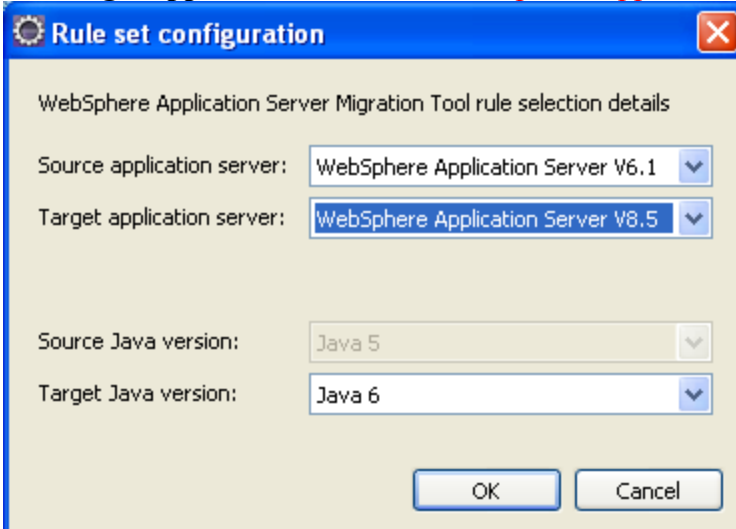 Rule set configuration
WebSphere Application Server Migration Tool rule selection details
Source application server: WebSphere Application Server V6.1
Target application server: WebSphere Application Server V8.5
Source Java version: Java 5
Target Java version: Java 6
OK Cancel